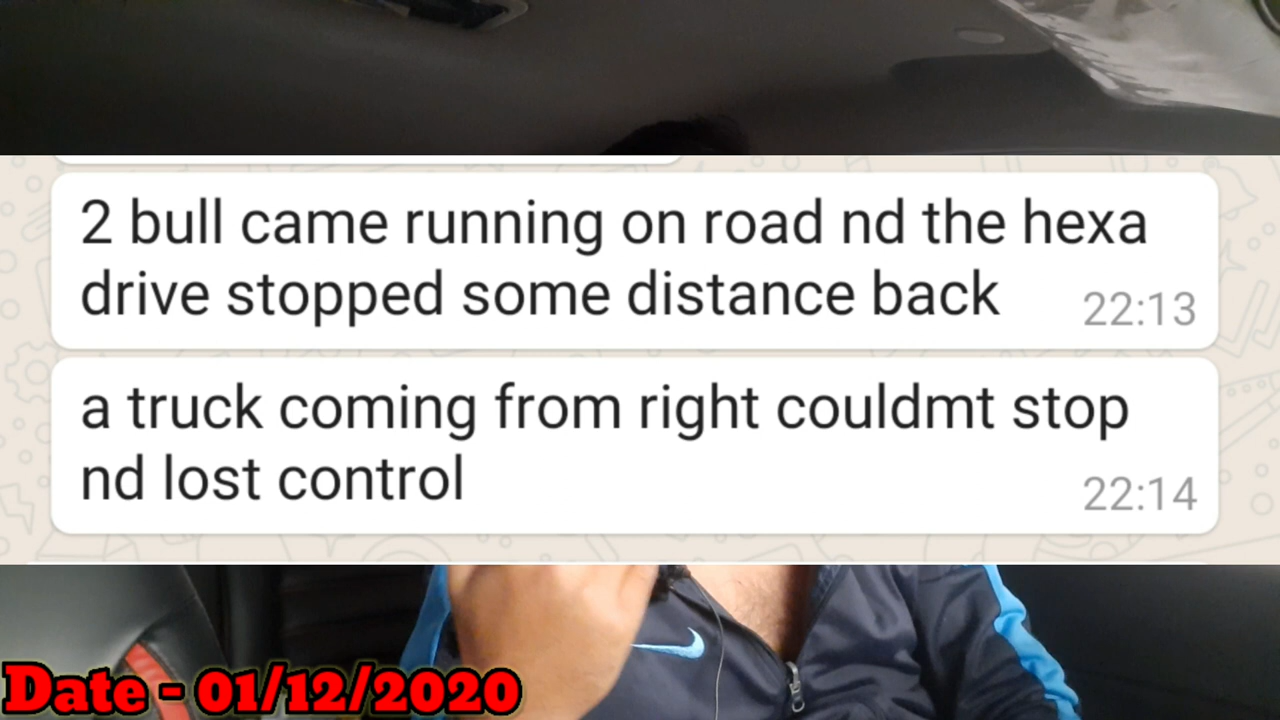 2 bull came running on road nd the hexa
drive stopped some distance back
22:13
a truck coming from right couldmt stop
nd lost control
22:14
Date - 01/12/2020